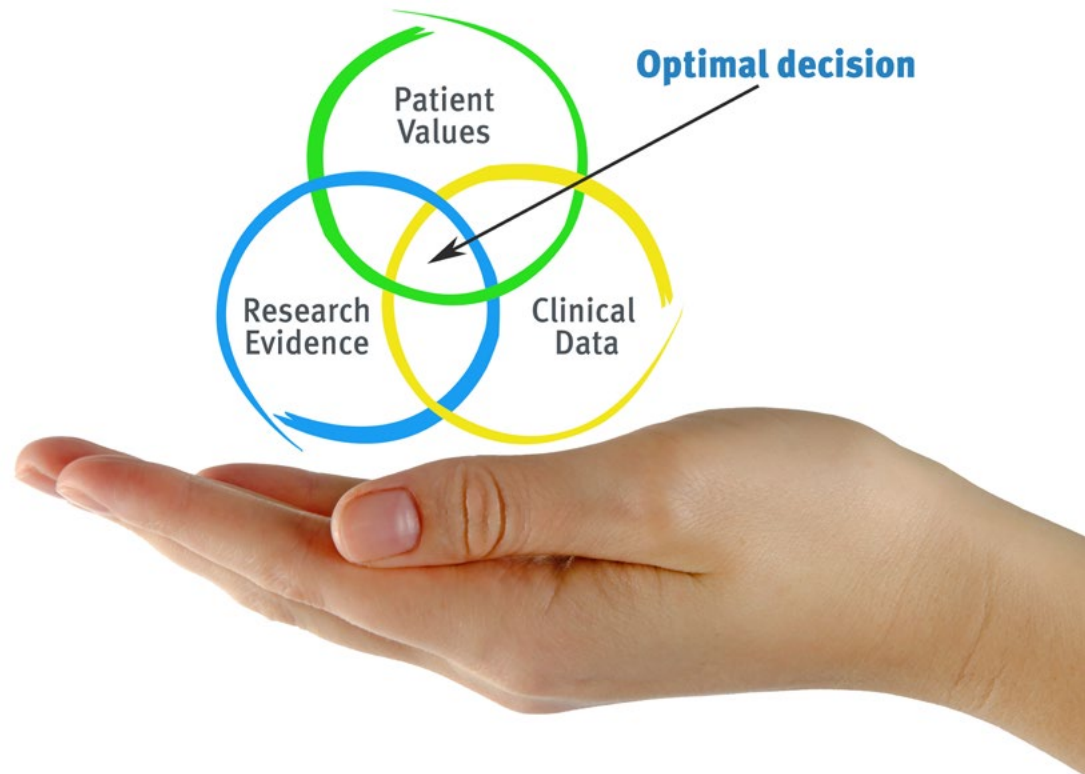 Optimal decision
Patient
Values
Research
Evidence
Clinical
Data